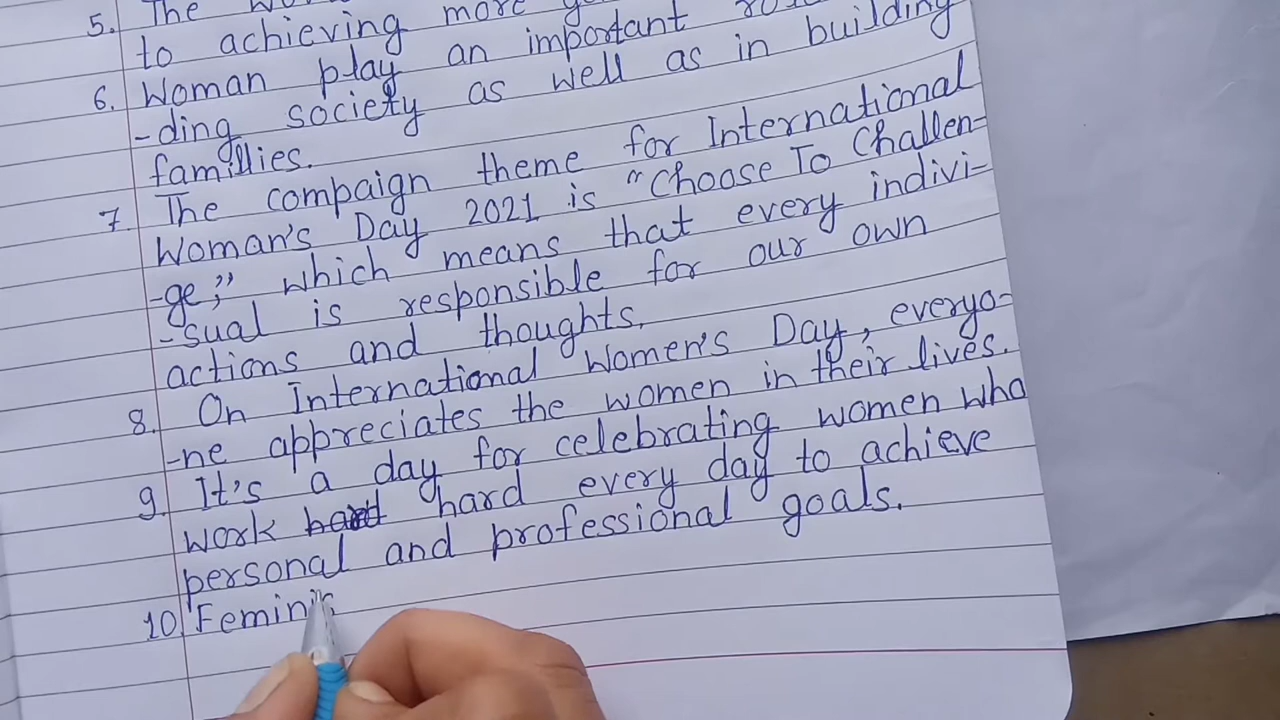 5. The
to achieving more
6. Woman play an important
-ding society as well as in building
famillies.
7. The compaign theme for International
Woman's Day 2021 is "Choose To Challen-
-ge," which means that every indivi-
-sual is responsible for our own
actions and thoughts.
8. On International Women's Day, everyo-
-ne appreciates the women in their lives.
9. It's a day for celebrating women who
work hard every day to achieve
personal and professional goals.
10. Femini